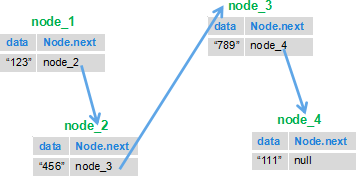 node_1
data Node.next
“123” node_2
node_2
data Node.next
“456” node_3
node_3
data Node.next
“789” node_4
node_4
data Node.next
“111” null